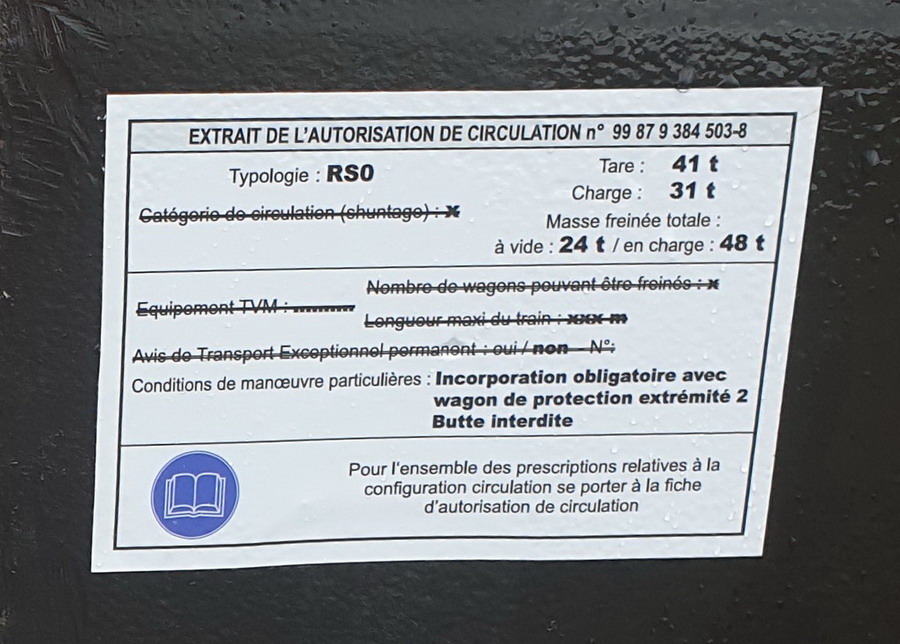 EXTRAIT DE L'AUTORISATION DE CIRCULATION n° 99 87 9 384 503-8
Typologie : RS0
Tare : 41 t
Charge : 31 t
Catégorie de circulation (shuntage) : x
Masse freinée totale :
à vide : 24 t / en charge : 48 t
Nombre de wagons pouvant être freinés : x
Equipement TVM : ...........
Longueur maxi du train : xxx m
Avis de Transport Exceptionnel permanent : oui / non - N°:
Conditions de manœuvre particulières : Incorporation obligatoire avec
wagon de protection extrémité 2
Butte interdite
Pour l'ensemble des prescriptions relatives à la
configuration circulation se porter à la fiche
d'autorisation de circulation